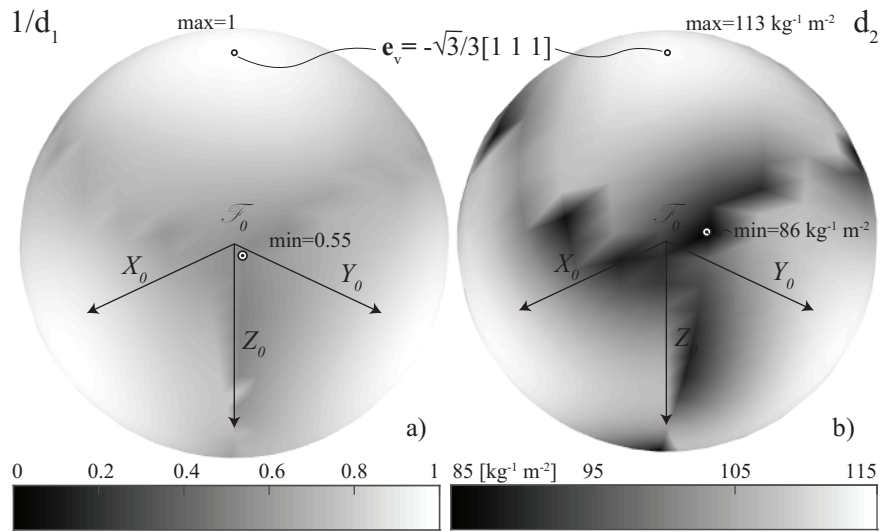 1/d₁
max=1
e_v = -√3/3[1 1 1]
max=113 kg⁻¹ m⁻²
d₂
ℱ₀
min=0.55
X₀
Y₀
Z₀
a)
ℱ₀
min=86 kg⁻¹ m⁻²
X₀
Y₀
Z₀
b)
0 0.2 0.4 0.6 0.8 1
85 [kg⁻¹ m⁻²] 95 105 115